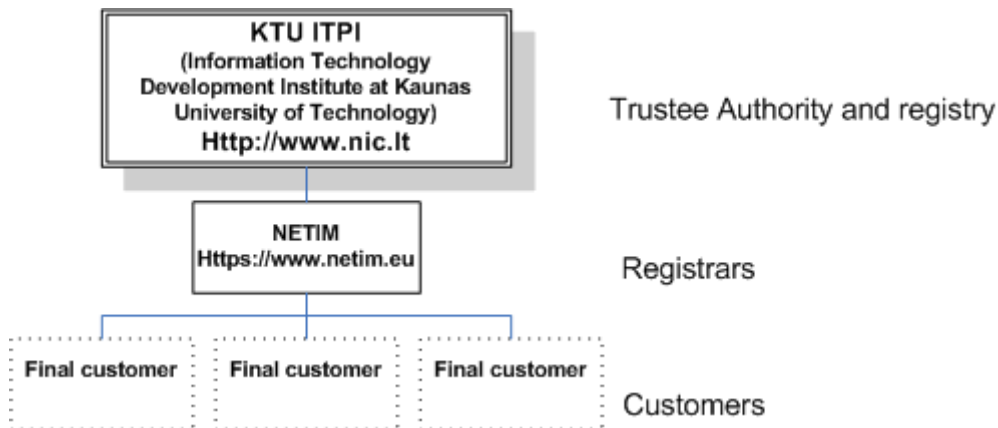 KTU ITPI
(Information Technology
Development Institute at Kaunas
University of Technology)
Http://www.nic.lt
Trustee Authority and registry
NETIM
Https://www.netim.eu
Registrars
Final customer
Final customer
Final customer
Customers